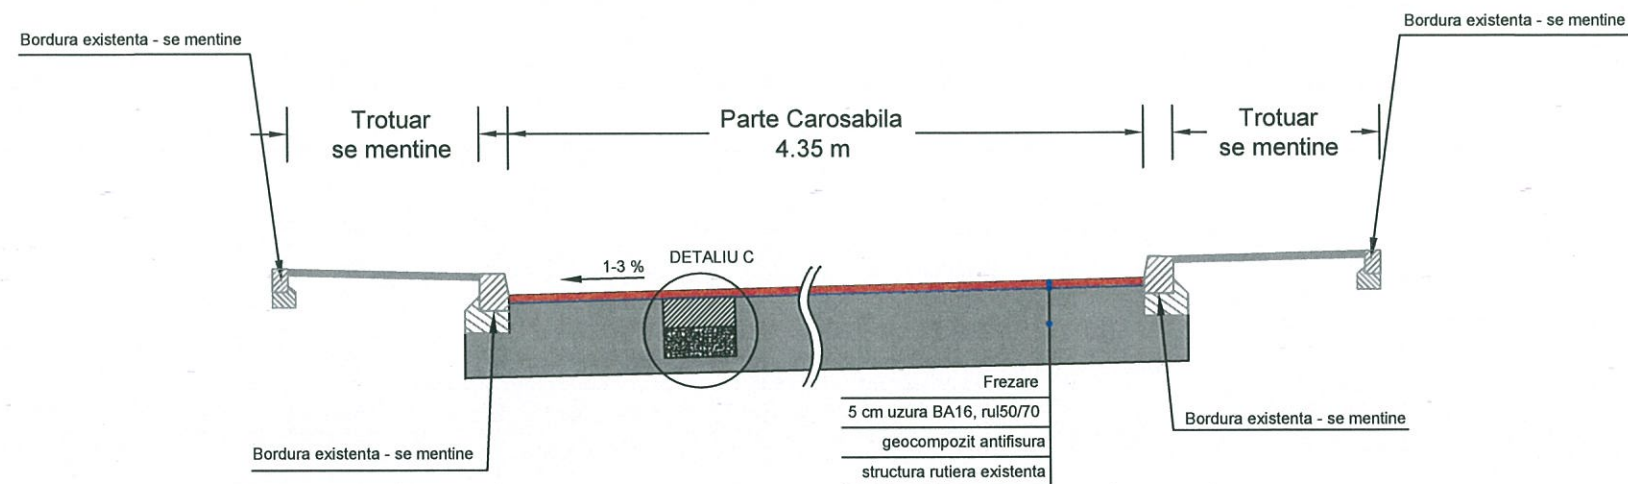 Bordura existenta - se mentine
Bordura existenta - se mentine
Trotuar
se mentine
Parte Carosabila
4.35 m
Trotuar
se mentine
1-3 %
DETALIU C
Frezare
5 cm uzura BA16, rul50/70
geocompozit antifisura
structura rutiera existenta
Bordura existenta - se mentine
Bordura existenta - se mentine